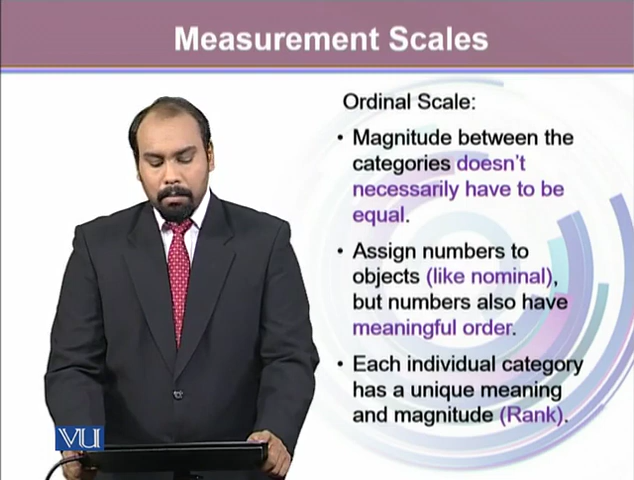 Measurement Scales
Ordinal Scale:
• Magnitude between the
categories doesn't
necessarily have to be
equal.
• Assign numbers to
objects (like nominal),
but numbers also have
meaningful order.
• Each individual category
has a unique meaning
and magnitude (Rank).
VU